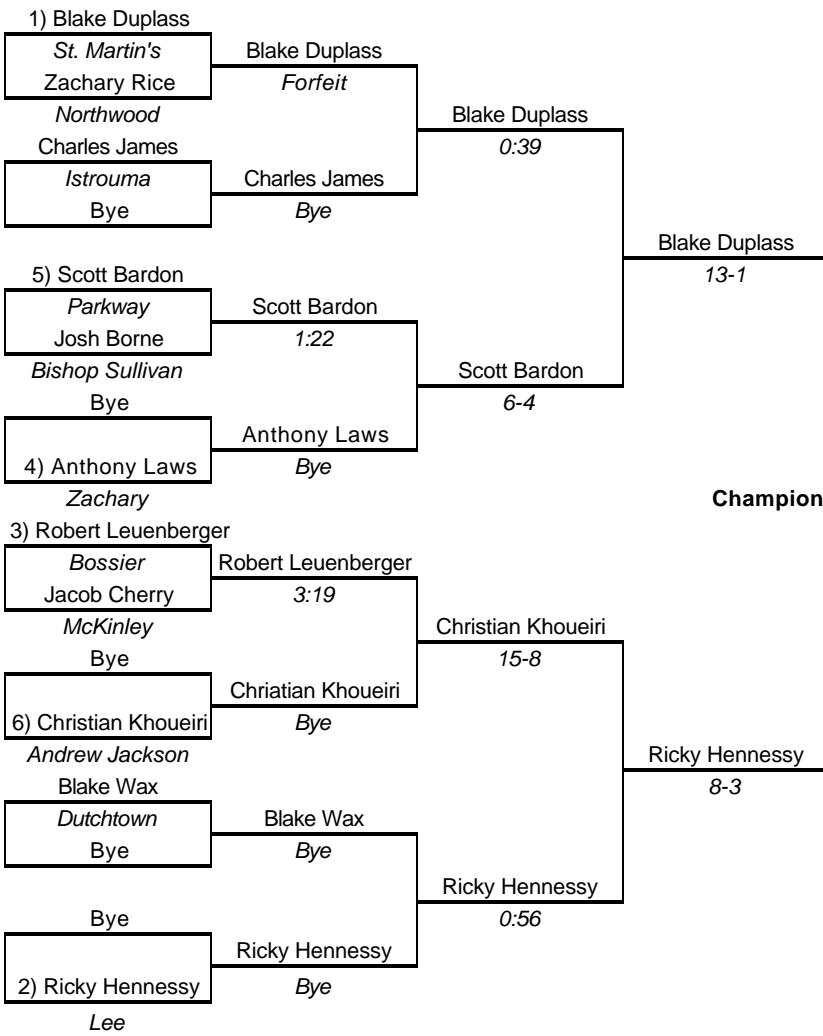 1) Blake Duplass
St. Martin's
Blake Duplass
Zachary Rice
Forfeit
Northwood
Blake Duplass
Charles James
0:39
Istrouma
Charles James
Bye
Bye
Blake Duplass
5) Scott Bardon
13-1
Parkway
Scott Bardon
Josh Borne
1:22
Bishop Sullivan
Scott Bardon
Bye
6-4
Anthony Laws
4) Anthony Laws
Bye
Zachary
Champion
3) Robert Leuenberger
Bossier
Robert Leuenberger
Jacob Cherry
3:19
McKinley
Christian Khoueiri
Bye
15-8
Chriatian Khoueiri
6) Christian Khoueiri
Bye
Andrew Jackson
Ricky Hennessy
Blake Wax
8-3
Dutchtown
Blake Wax
Bye
Bye
Ricky Hennessy
Bye
0:56
Ricky Hennessy
2) Ricky Hennessy
Bye
Lee